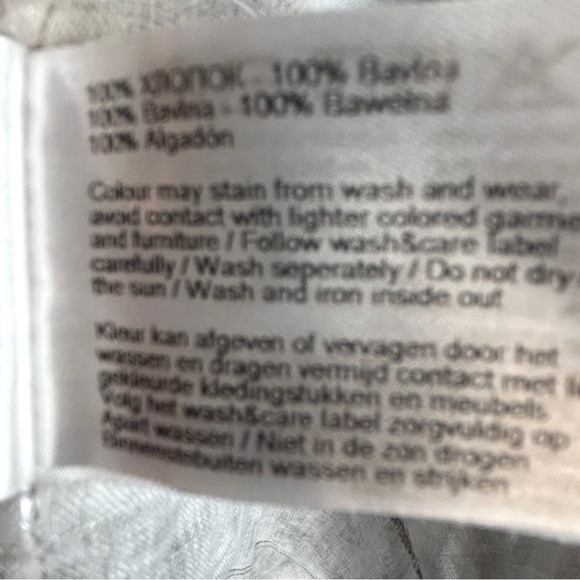 100% ХЛОПОК - 100% Bavlna
100% Bavlna - 100% Bawełna
100% Algodón
Colour may stain from wash and wear,
avoid contact with lighter colored
and furniture / Follow wash&care label
carefully / Wash seperately / Do not dry
the sun / Wash and iron inside out
Kleur kan afgeven of vervagen door het
wassen en dragen vermijd contact met
gekleurde kledingstukken en meubels
Volg het wash&care label zorgvuldig op
Apart wassen / Niet in de zon drogen
Binnenstebuiten wassen en strijken